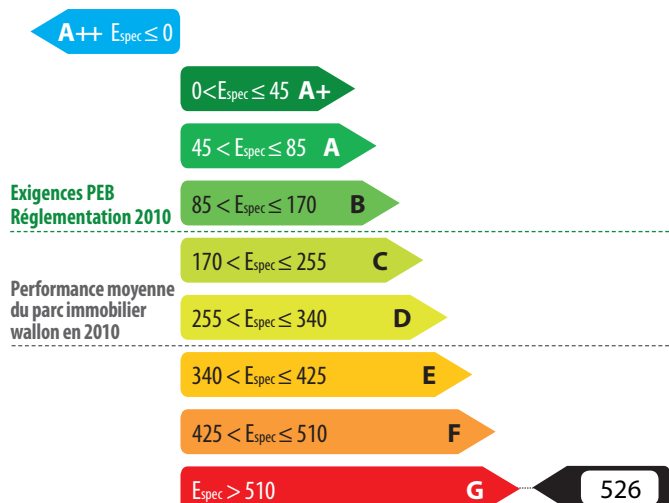 A++ Espec ≤ 0
0<Espec ≤ 45 A+
45 < Espec ≤ 85 A
Exigences PEB
Réglementation 2010
85 < Espec ≤ 170 B
170 < Espec ≤ 255 C
Performance moyenne
du parc immobilier
wallon en 2010
255 < Espec ≤ 340 D
340 < Espec ≤ 425 E
425 < Espec ≤ 510 F
Espec > 510 G 526